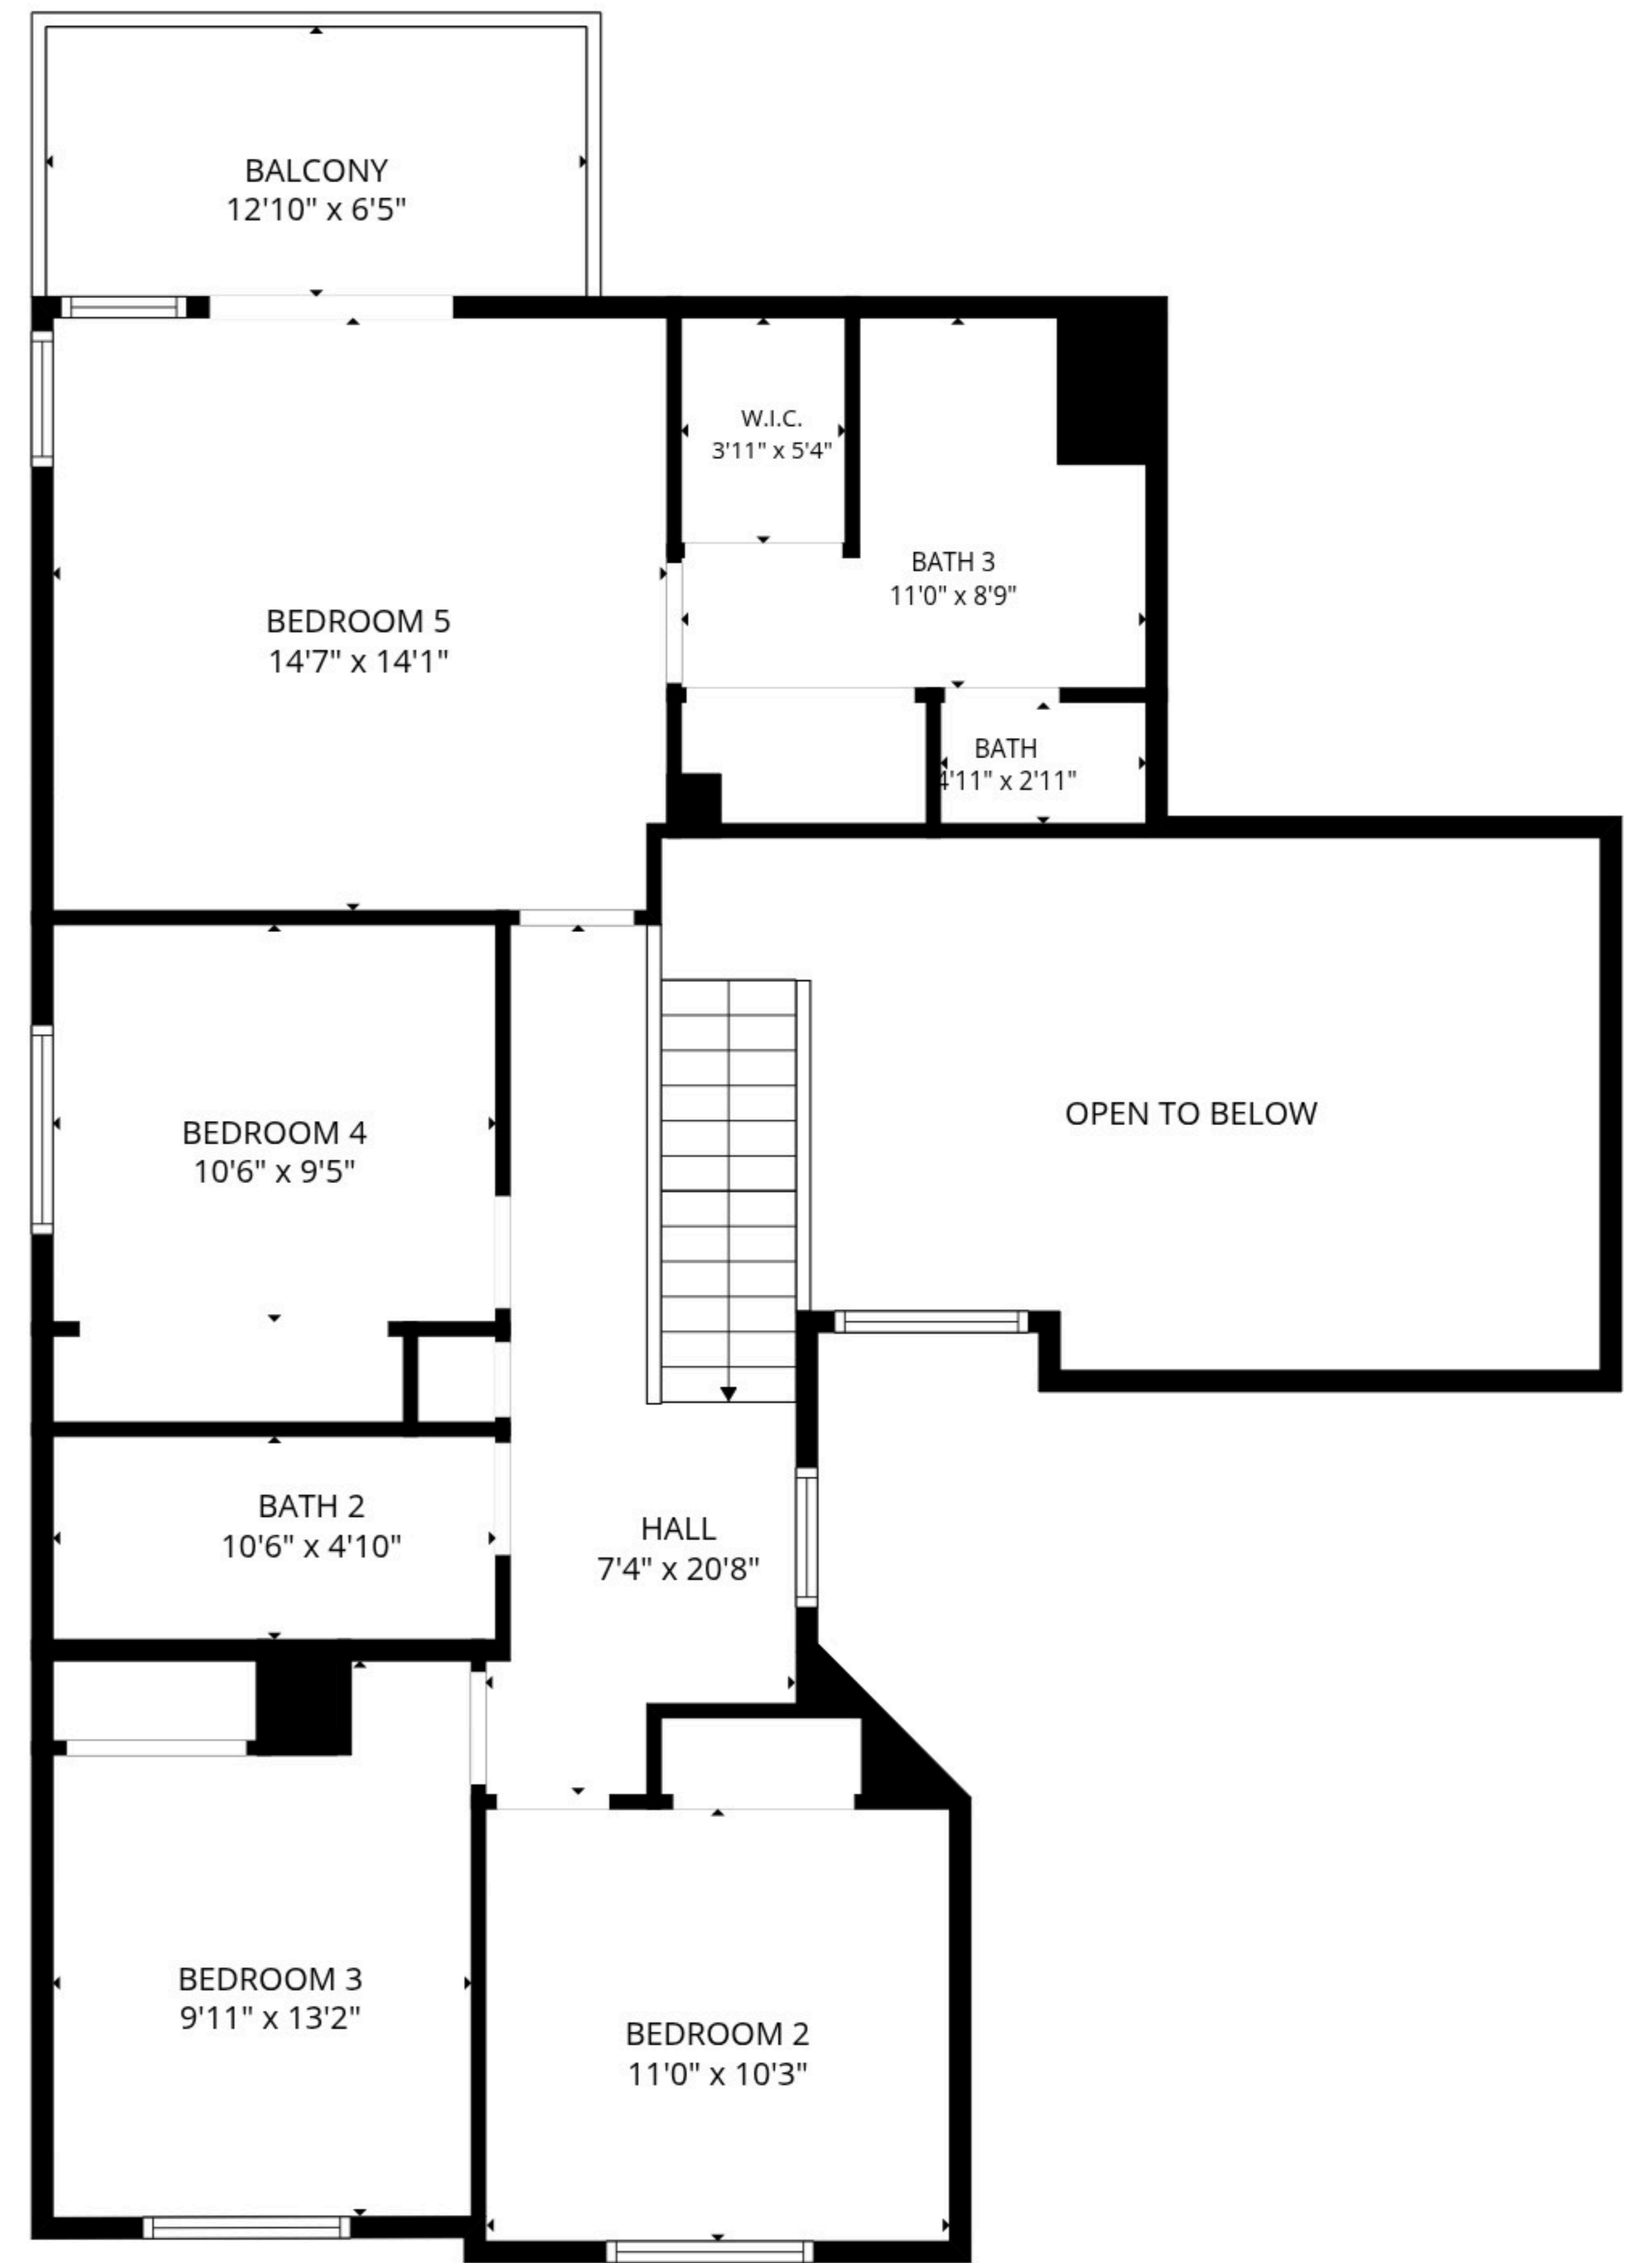 BALCONY
12'10" x 6'5"
W.I.C.
3'11" x 5'4"
BATH 3
11'0" x 8'9"
BEDROOM 5
14'7" x 14'1"
BATH
4'11" x 2'11"
OPEN TO BELOW
BEDROOM 4
10'6" x 9'5"
BATH 2
10'6" x 4'10"
HALL
7'4" x 20'8"
BEDROOM 3
9'11" x 13'2"
BEDROOM 2
11'0" x 10'3"